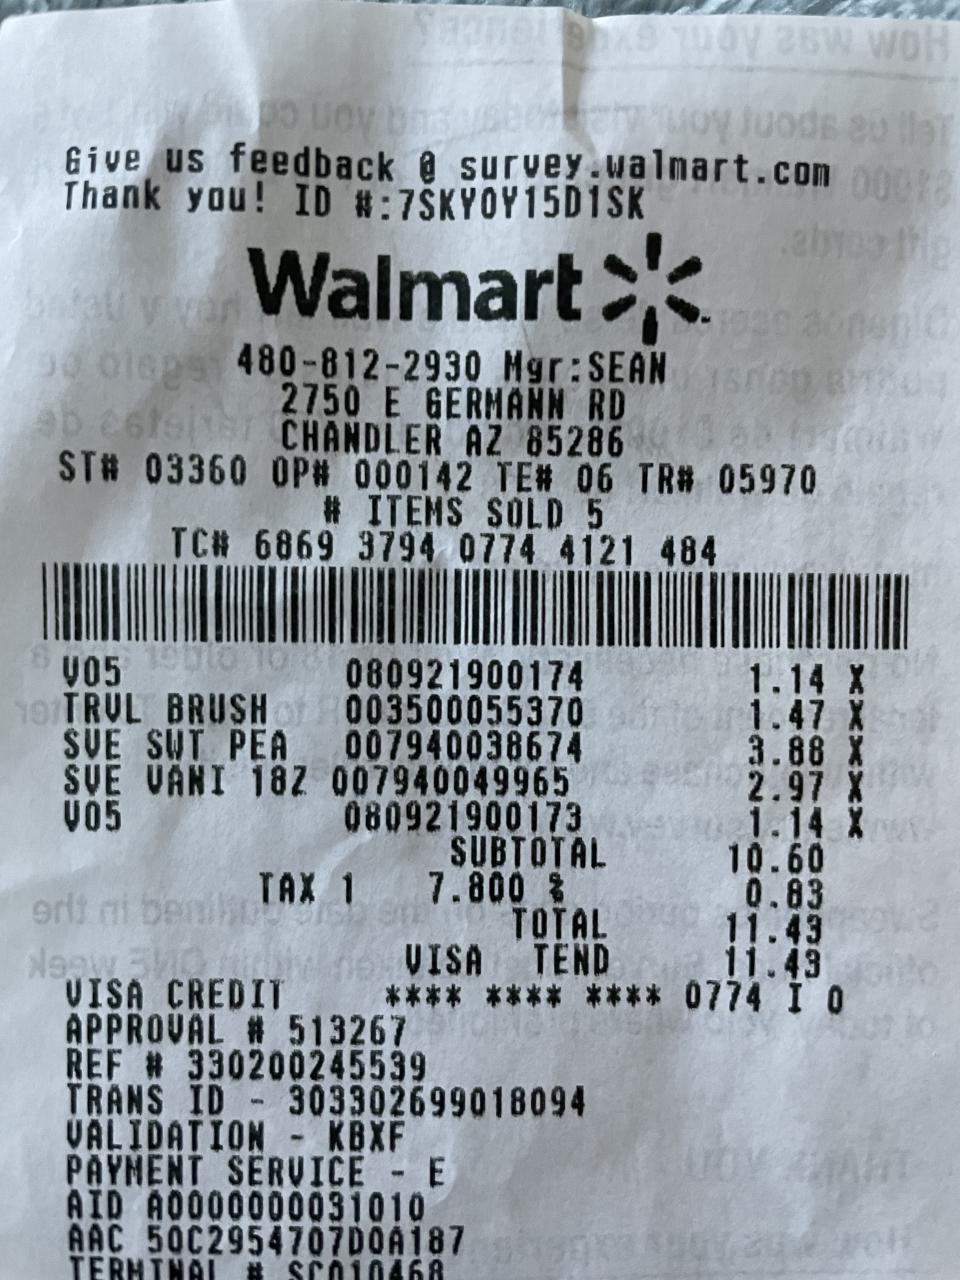 Give us feedback @ survey.walmart.com
Thank you! ID #:7SKY0Y15D1SK
Walmart
480-812-2930 Mgr:SEAN
2750 E GERMANN RD
CHANDLER AZ 85286
ST# 03360 OP# 000142 TE# 06 TR# 05970
# ITEMS SOLD 5
TC# 6869 3794 0774 4121 484
VO5 080921900174 1.14 X
TRVL BRUSH 003500055370 1.47 X
SVE SWT PEA 007940038674 3.88 X
SVE VANI 18Z 007940049965 2.97 X
VO5 080921900173 1.14 X
SUBTOTAL 10.60
TAX 1 7.800 % 0.83
TOTAL 11.43
VISA TEND 11.43
VISA CREDIT **** **** **** 0774 I 0
APPROVAL # 513267
REF # 330200245539
TRANS ID - 303302699018094
VALIDATION - KBXF
PAYMENT SERVICE - E
AID A0000000031010
AAC 50C2954707D0A187
TERMINAL # SC010468